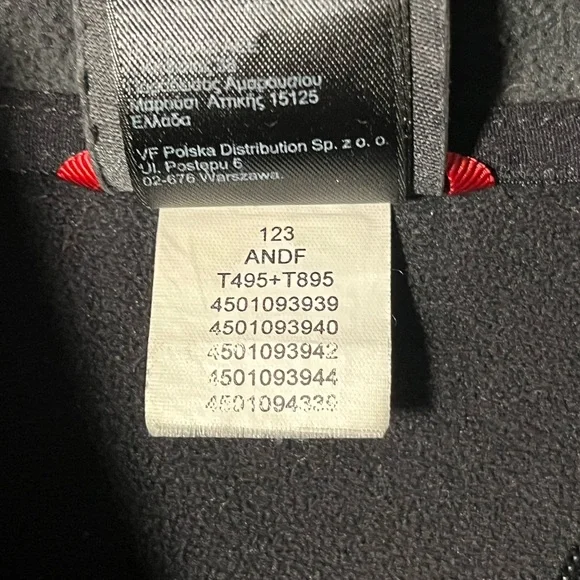 Αμαρουσίου
Μαρούσι Αττικής 15125
Ελλάδα
VF Polska Distribution Sp. z o. o.
Ul. Postępu 6
02-676 Warszawa.
123
ANDF
T495+T895
4501093939
4501093940
4501093942
4501093944
4501094339